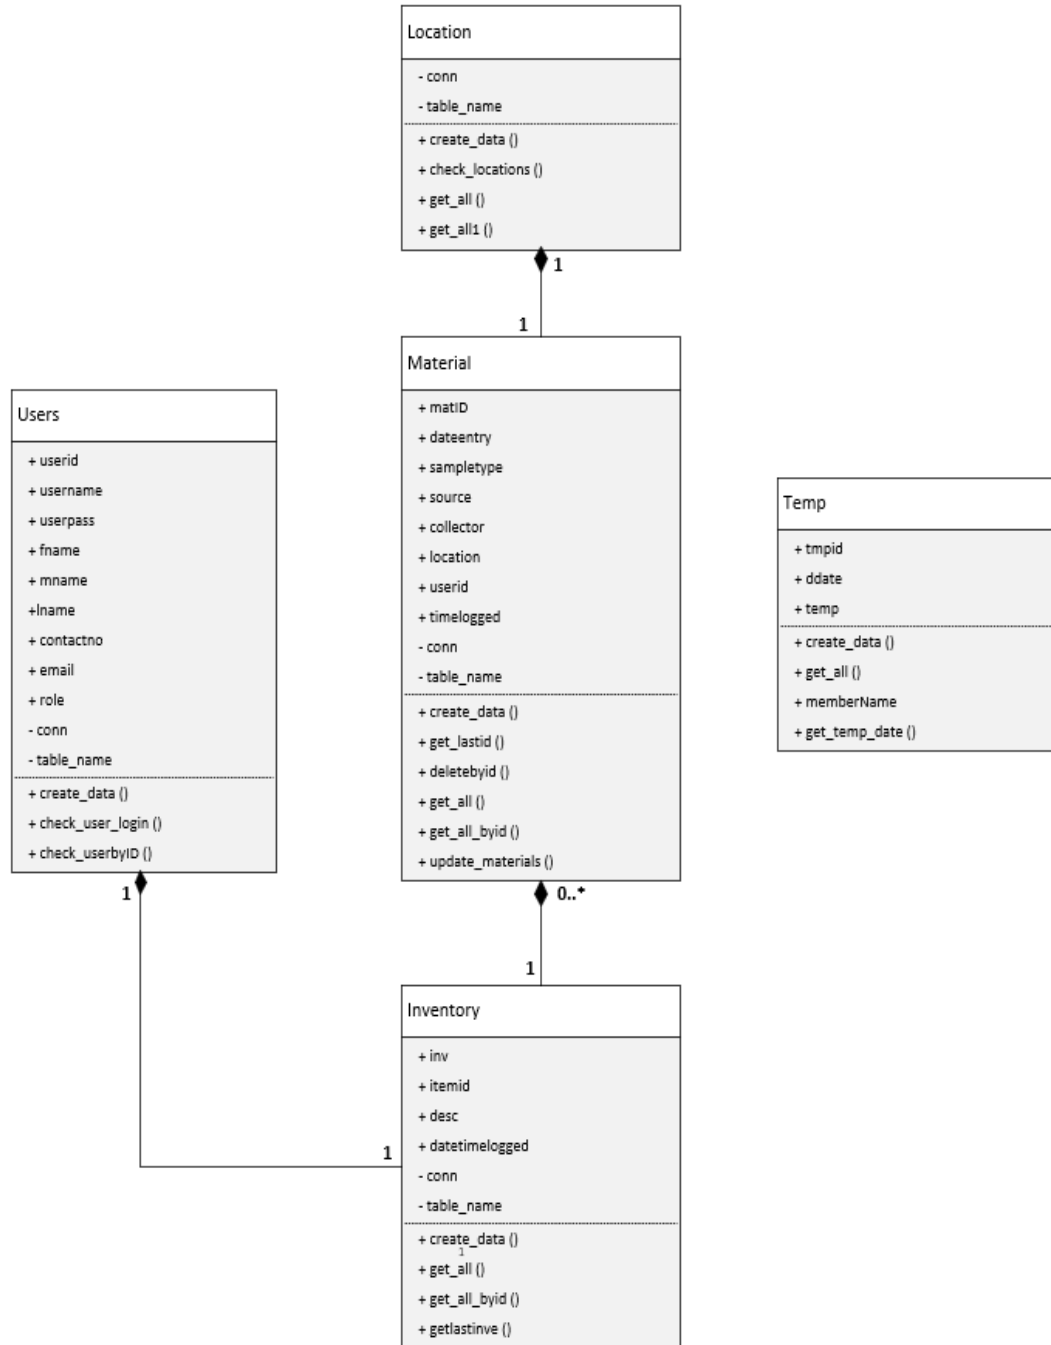 Location
- conn
- table_name
+ create_data ()
+ check_locations ()
+ get_all ()
+ get_all1 ()
1
1
Material
+ matID
+ dateentry
+ sampletype
+ source
+ collector
+ location
+ userid
+ timelogged
- conn
- table_name
+ create_data ()
+ get_lastid ()
+ deletebyid ()
+ get_all ()
+ get_all_byid ()
+ update_materials ()
Users
+ userid
+ username
+ userpass
+ fname
+ mname
+lname
+ contactno
+ email
+ role
- conn
- table_name
+ create_data ()
+ check_user_login ()
+ check_userbyID ()
Temp
+ tmpid
+ ddate
+ temp
+ create_data ()
+ get_all ()
+ memberName
+ get_temp_date ()
1
0..*
1
1
Inventory
+ inv
+ itemid
+ desc
+ datetimelogged
- conn
- table_name
+ create_data ()
1
+ get_all ()
+ get_all_byid ()
+ getlastinve ()